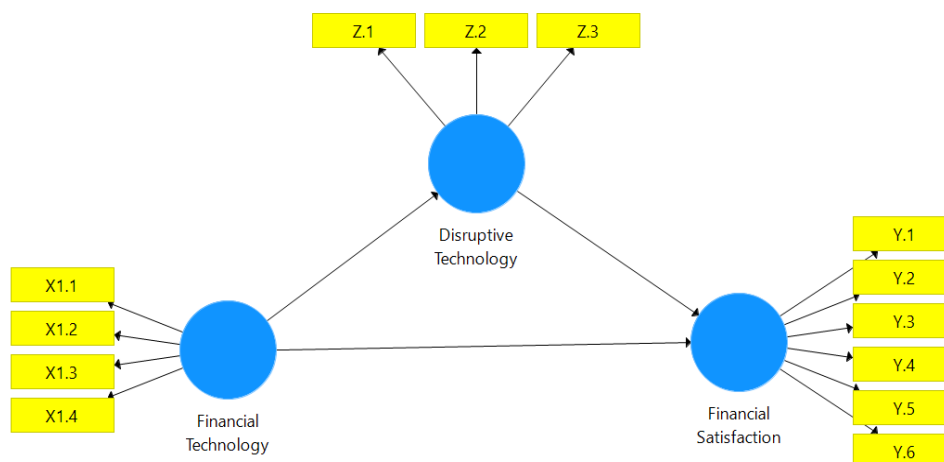 Z.1 Z.2 Z.3
Disruptive
Technology
X1.1
X1.2
X1.3
X1.4
Financial
Technology
Y.1
Y.2
Y.3
Y.4
Y.5
Y.6
Financial
Satisfaction